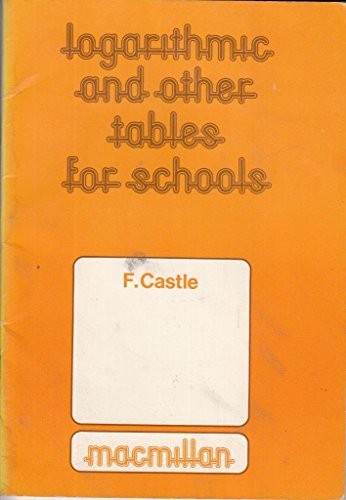 logarithmic
and other
tables
for schools
F.Castle
macmillan